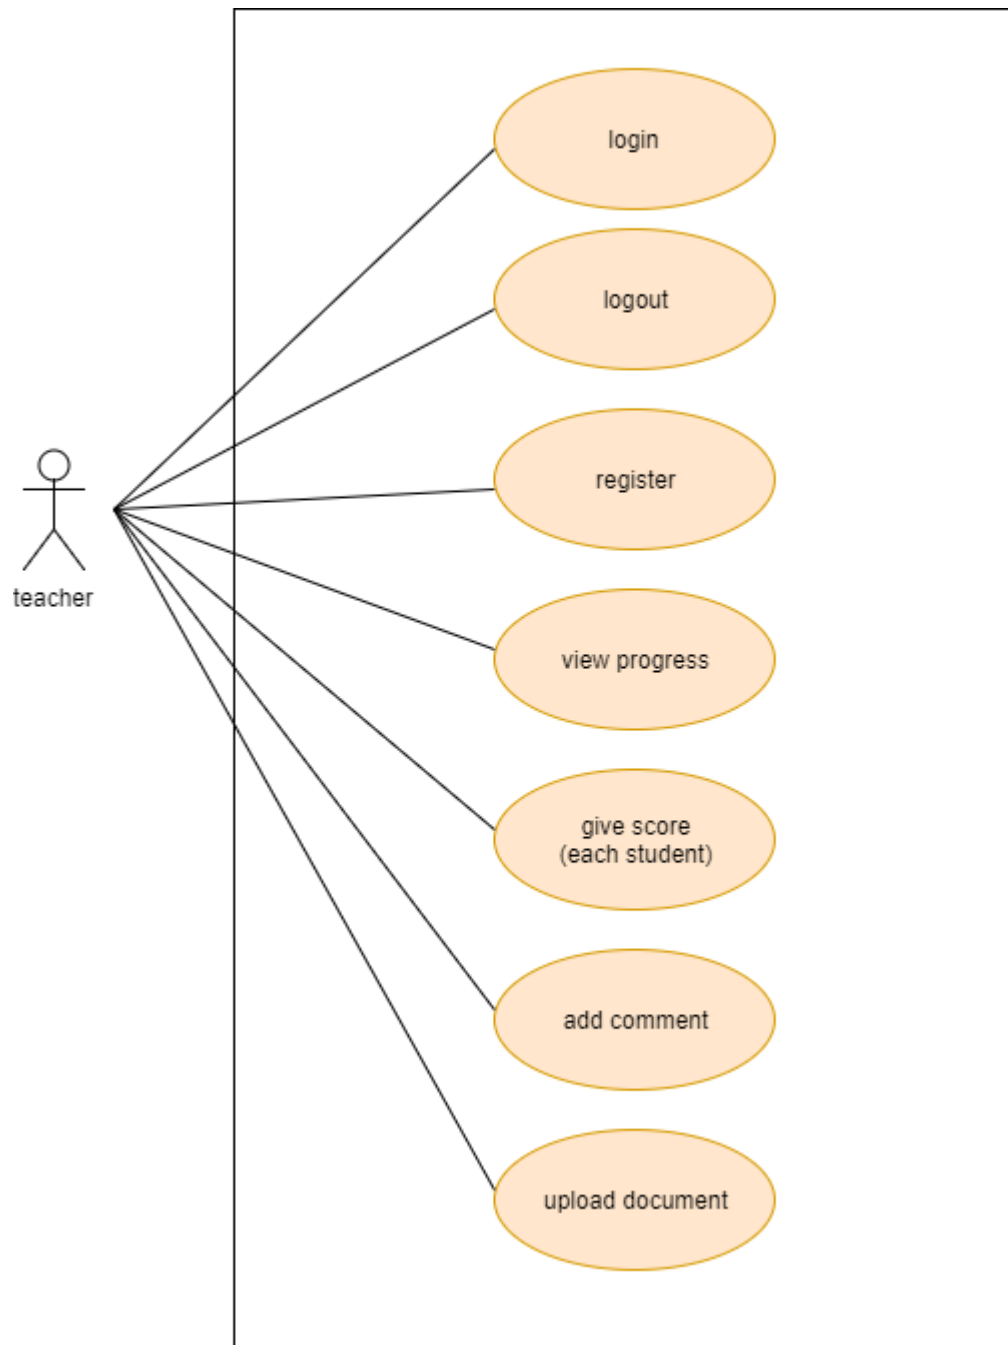 login
logout
register
teacher
view progress
give score
(each student)
add comment
upload document